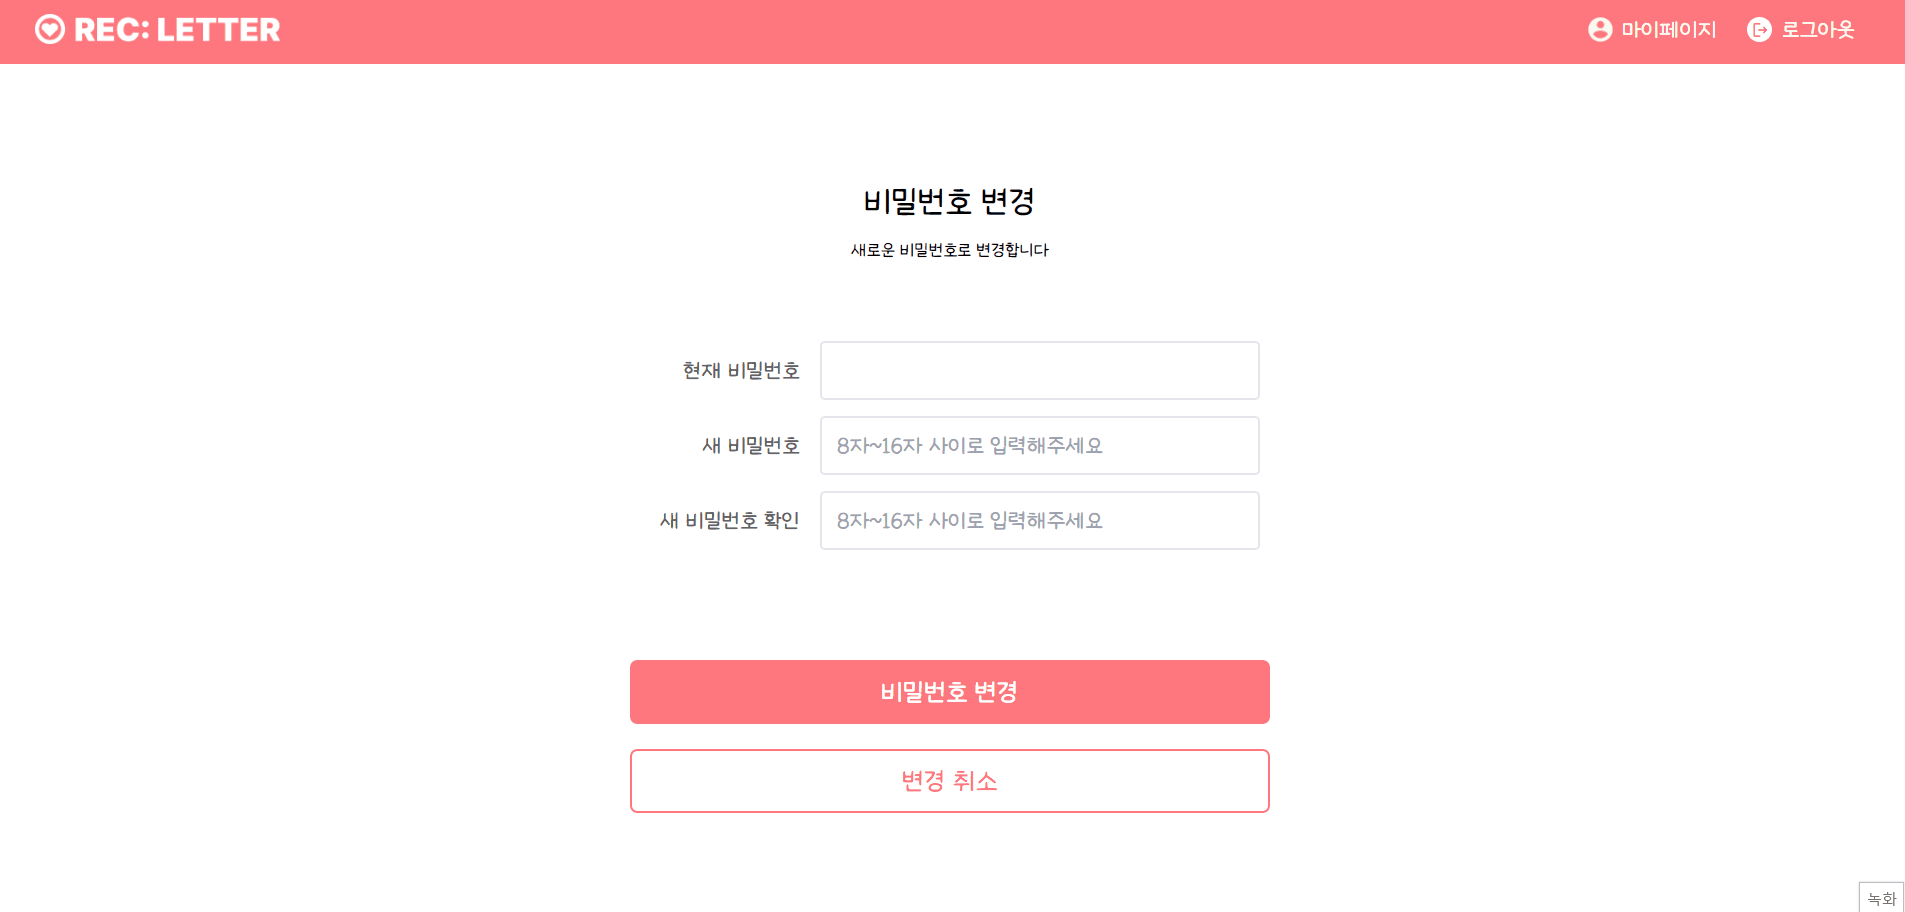 REC: LETTER
마이페이지
로그아웃
비밀번호 변경
새로운 비밀번호로 변경합니다
현재 비밀번호
새 비밀번호
8자~16자 사이로 입력해주세요
새 비밀번호 확인
8자~16자 사이로 입력해주세요
비밀번호 변경
변경 취소
녹화